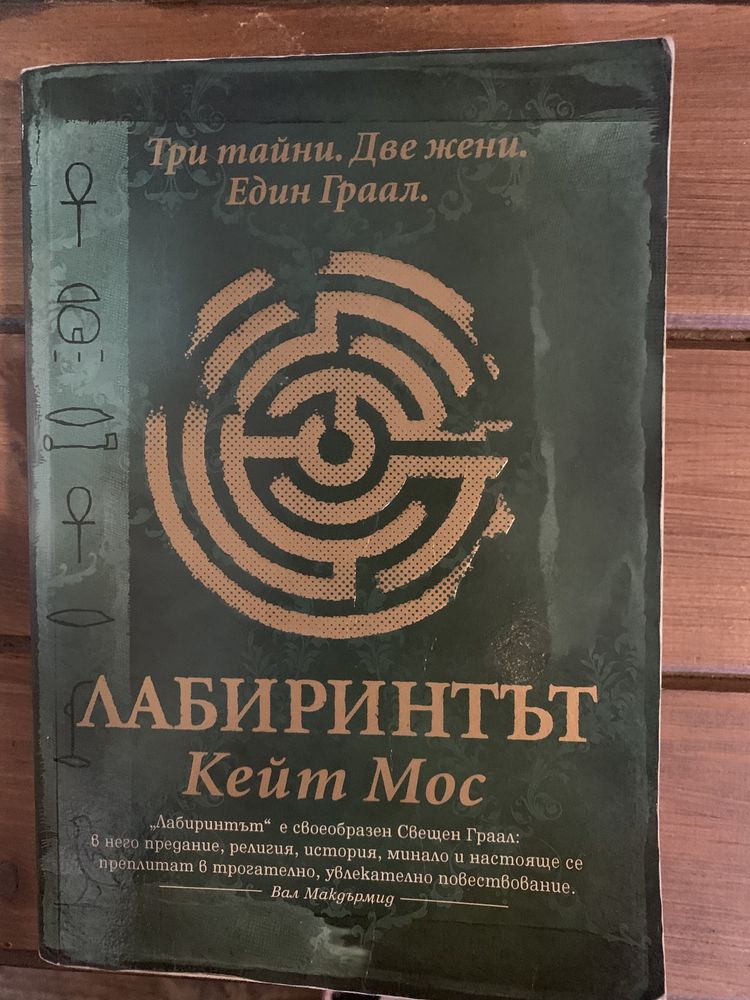 Три тайни. Две жени.
Един Граал.
ЛАБИРИНТЪТ
Кейт Мос
„Лабиринтът“ е своеобразен Свещен Граал:
в него предание, религия, история, минало и настояще се
преплитат в трогателно, увлекателно повествование.
Вал Макдърмид